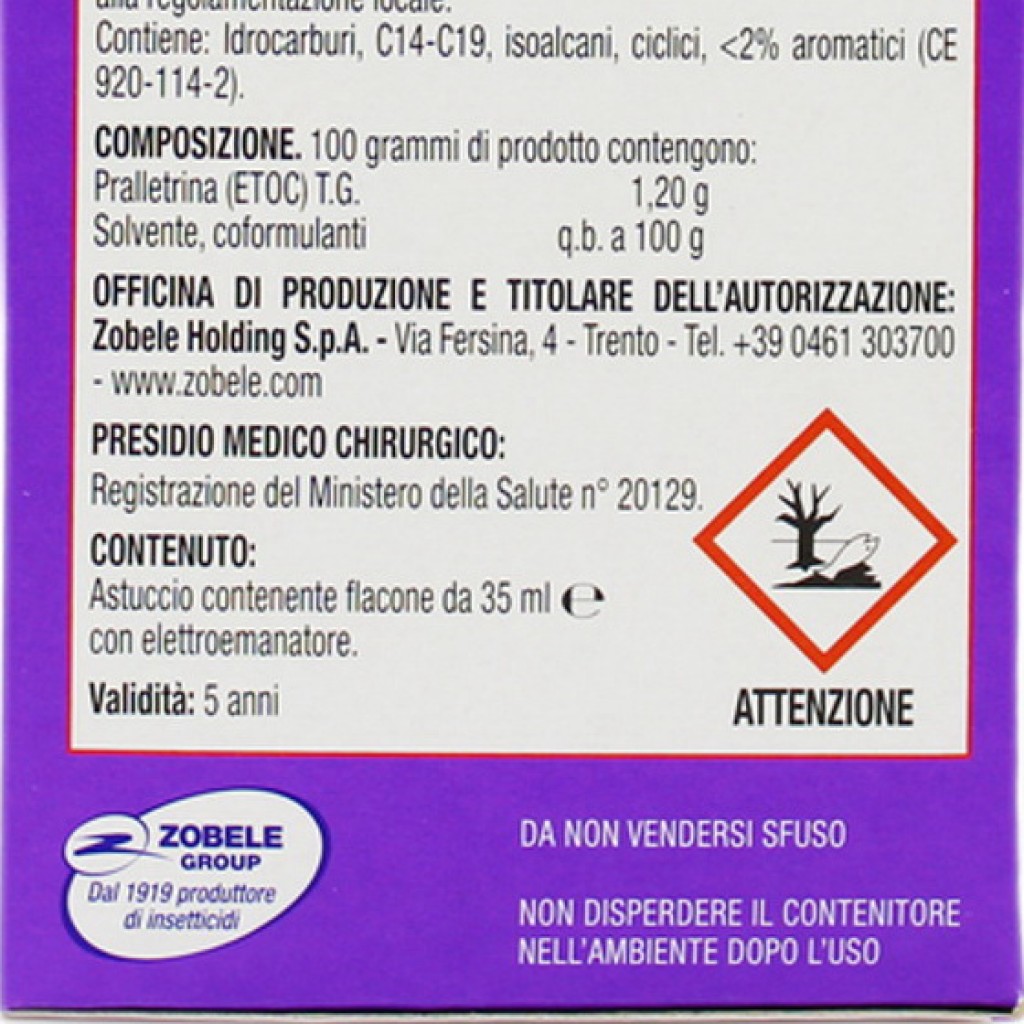 alla regolamentazione locale.
Contiene: Idrocarburi, C14-C19, isoalcani, ciclici, <2% aromatici (CE
920-114-2).
COMPOSIZIONE. 100 grammi di prodotto contengono:
Pralletrina (ETOC) T.G. 1,20 g
Solvente, coformulanti q.b. a 100 g
OFFICINA DI PRODUZIONE E TITOLARE DELL'AUTORIZZAZIONE:
Zobele Holding S.p.A. - Via Fersina, 4 - Trento - Tel. +39 0461 303700
- www.zobele.com
PRESIDIO MEDICO CHIRURGICO:
Registrazione del Ministero della Salute n° 20129.
CONTENUTO:
Astuccio contenente flacone da 35 ml ℮
con elettroemanatore.
Validità: 5 anni
ATTENZIONE
ZOBELE
GROUP
Dal 1919 produttore
di insetticidi
DA NON VENDERSI SFUSO
NON DISPERDERE IL CONTENITORE
NELL'AMBIENTE DOPO L'USO